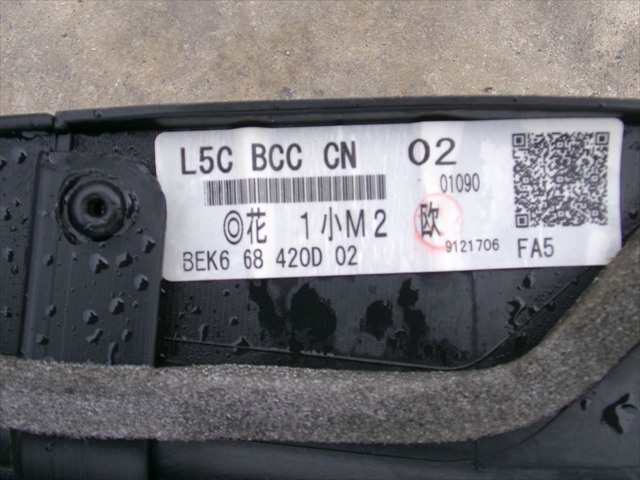 L5C BCC CN 02
01090
◎花 1小M2 欧
9121706 FA5
BEK6 68 420D 02